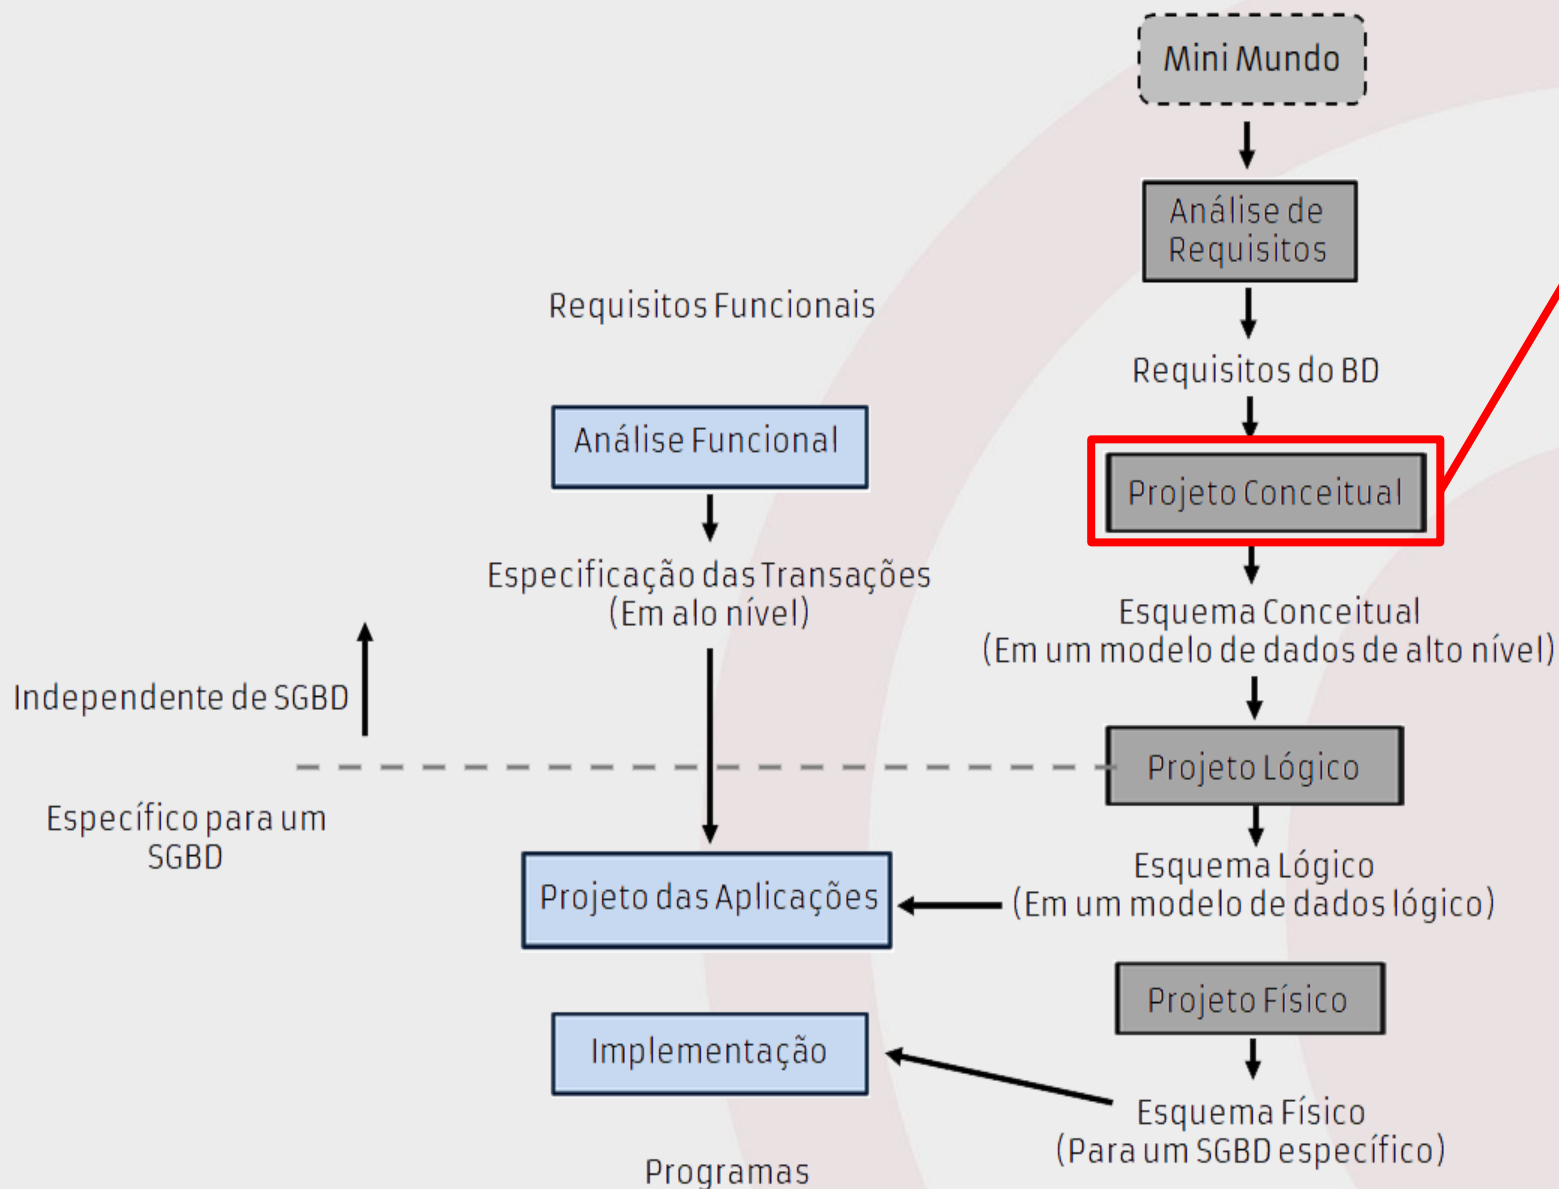 Mini Mundo
Análise de
Requisitos
Requisitos Funcionais
Requisitos do BD
Análise Funcional
Projeto Conceitual
Especificação das Transações
(Em alo nível)
Esquema Conceitual
(Em um modelo de dados de alto nível)
Independente de SGBD
Projeto Lógico
Específico para um
SGBD
Esquema Lógico
(Em um modelo de dados lógico)
Projeto das Aplicações
Projeto Físico
Implementação
Esquema Físico
(Para um SGBD específico)
Programas